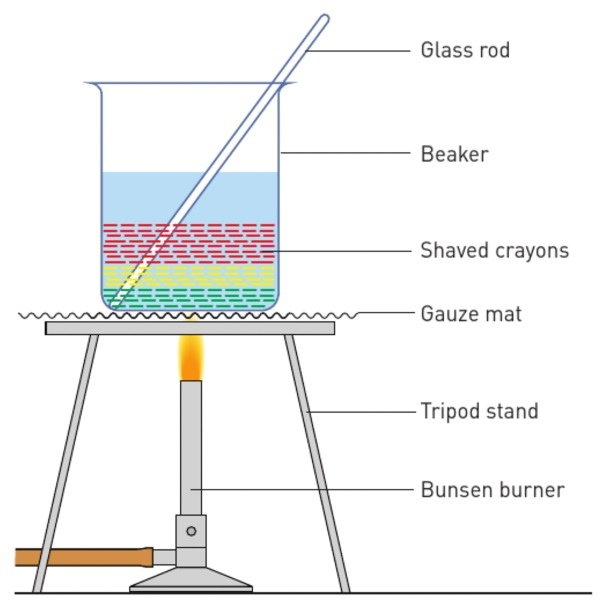 Glass rod
Beaker
Shaved crayons
Gauze mat
Tripod stand
Bunsen burner